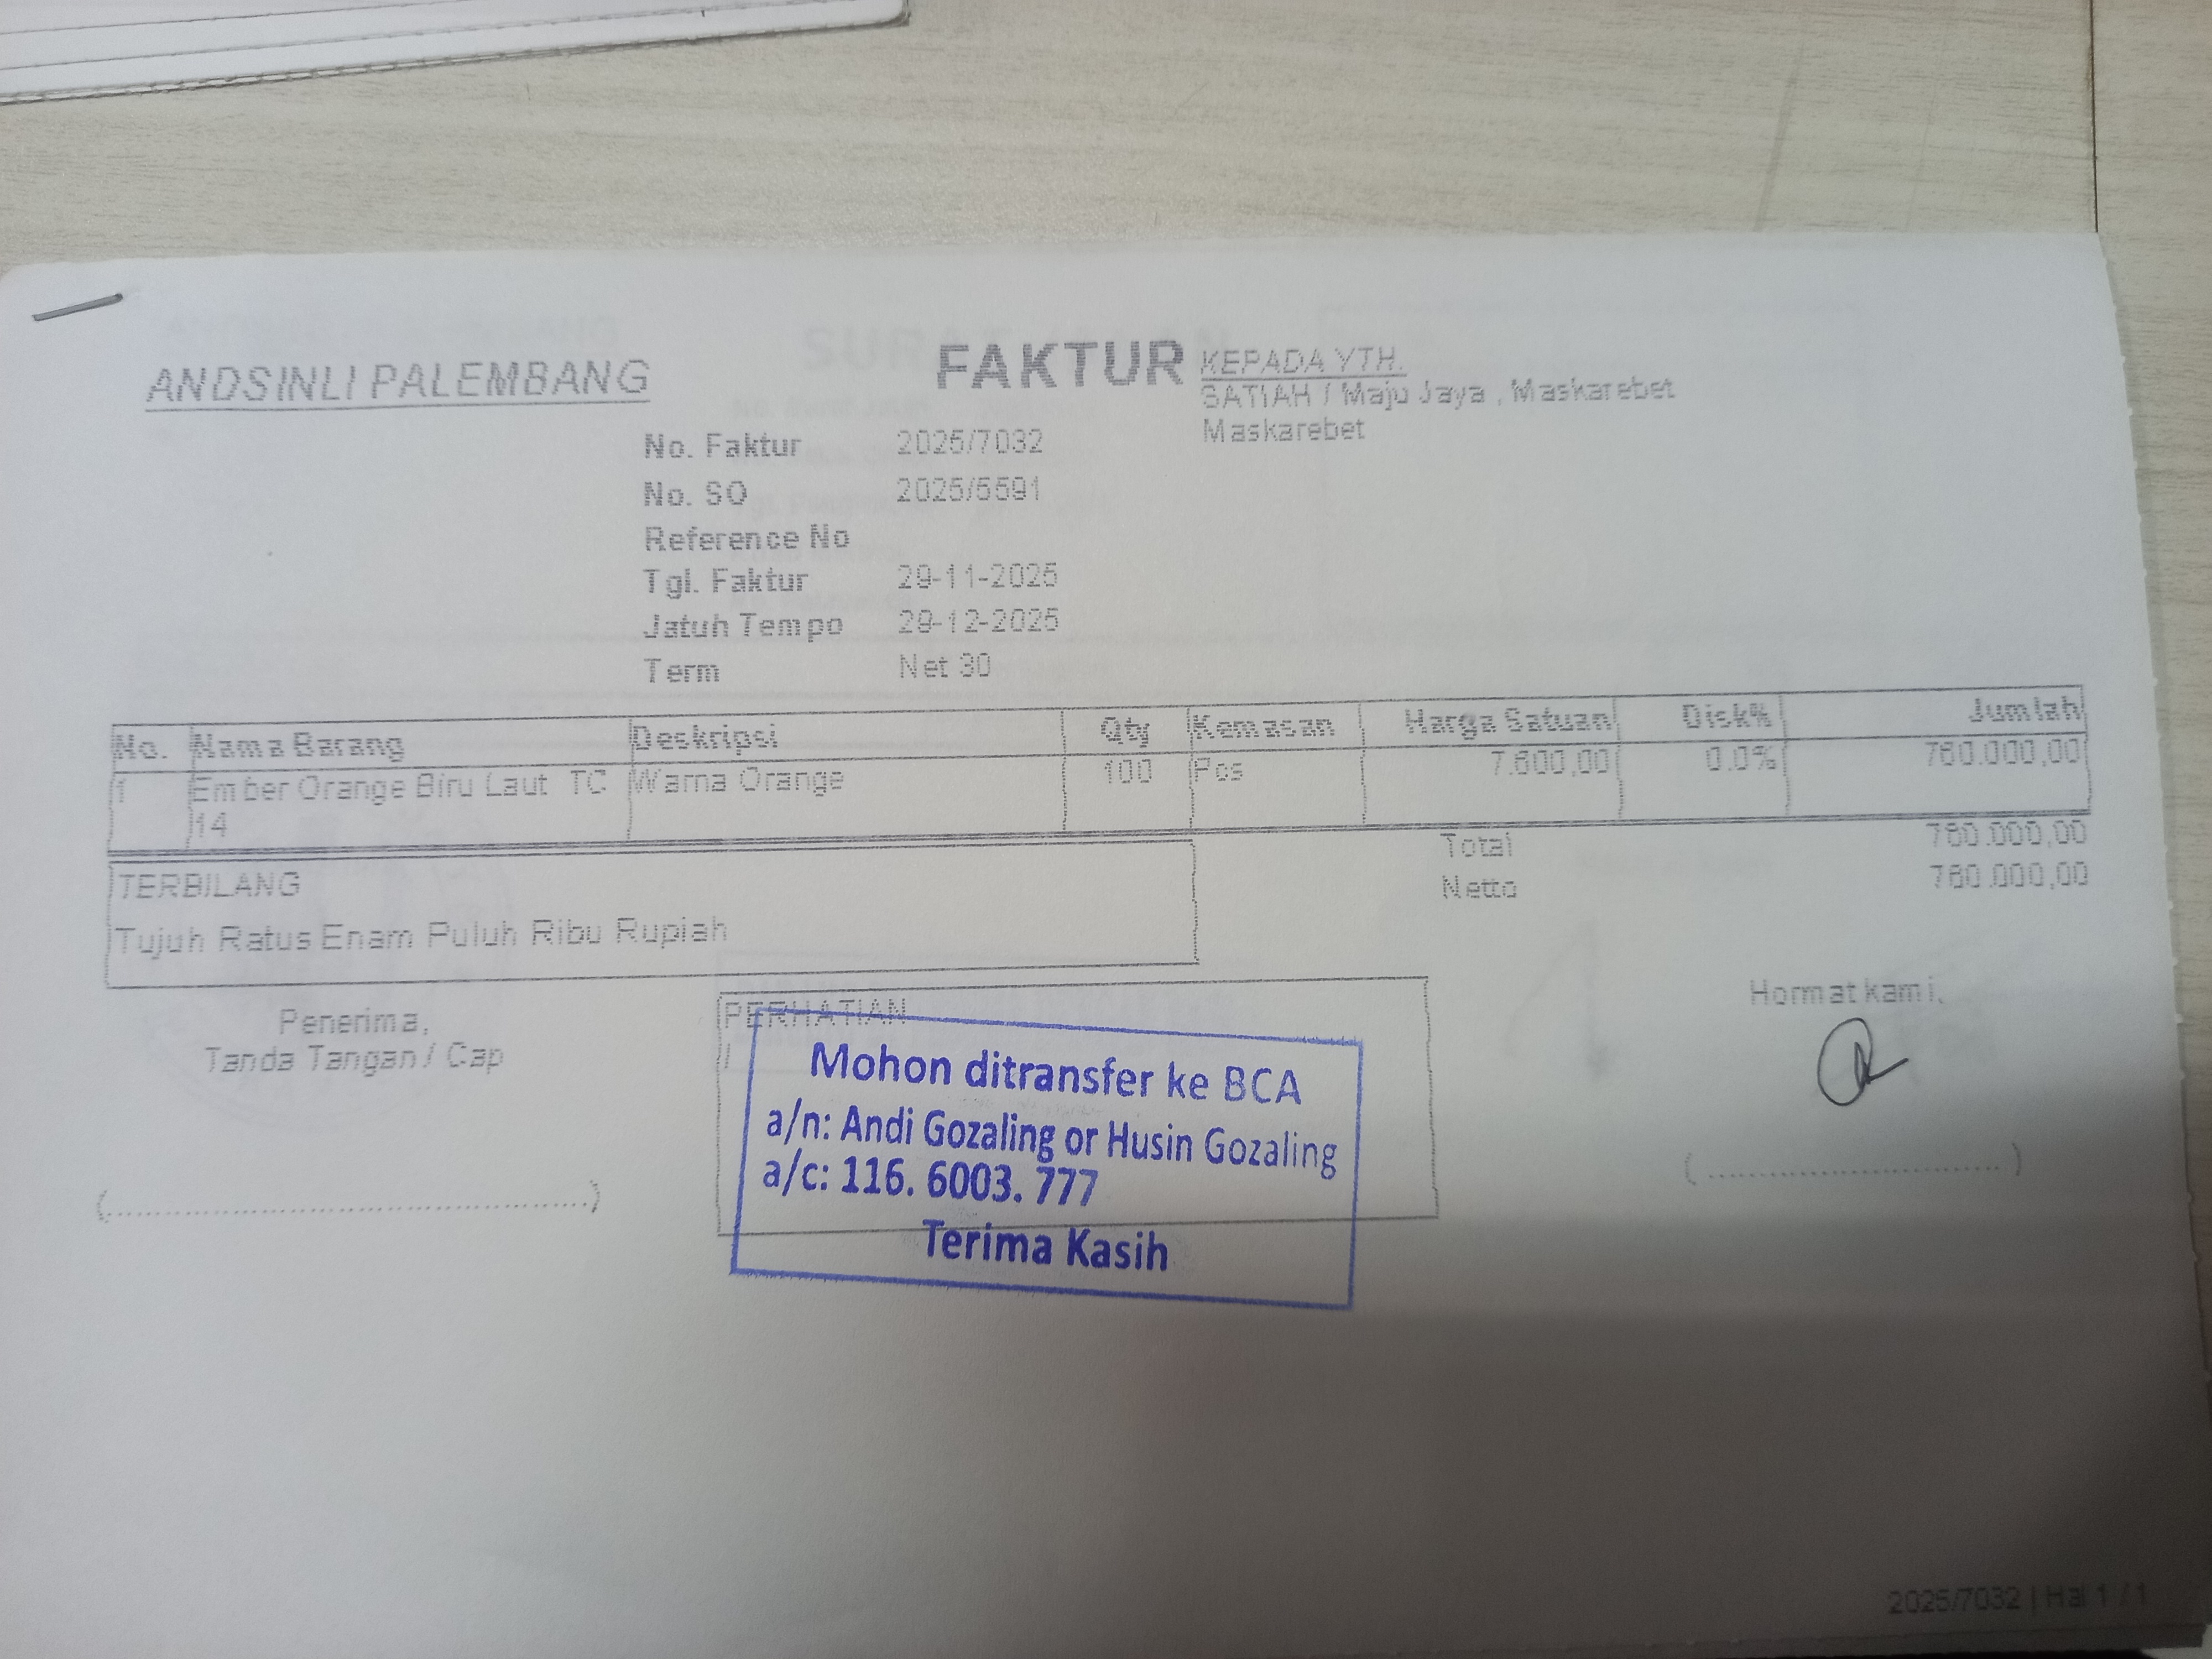 ANDSINLI PALEMBANG
FAKTUR
KEPADA YTH.
SATIAH / Maju Jaya , Maskarebet
Maskarebet
No. Faktur 2025/7032
No. SO 2025/5591
Reference No
Tgl. Faktur 29-11-2025
Jatuh Tempo 29-12-2025
Term Net 30
No. Nama Barang Deskripsi Qty Kemasan Harga Satuan Disk% Jumlah
1 Ember Orange Biru Laut TC Warna Orange 100 Pcs 7.600,00 0.0% 760.000,00
14
Total 760.000,00
Netto 760.000,00
TERBILANG
Tujuh Ratus Enam Puluh Ribu Rupiah
Penerima,
Tanda Tangan / Cap
(................................................)
PERHATIAN
Mohon ditransfer ke BCA
a/n: Andi Gozaling or Husin Gozaling
a/c: 116. 6003. 777
Terima Kasih
Hormat kami,
(..............................)
2025/7032 | Hal 1 / 1